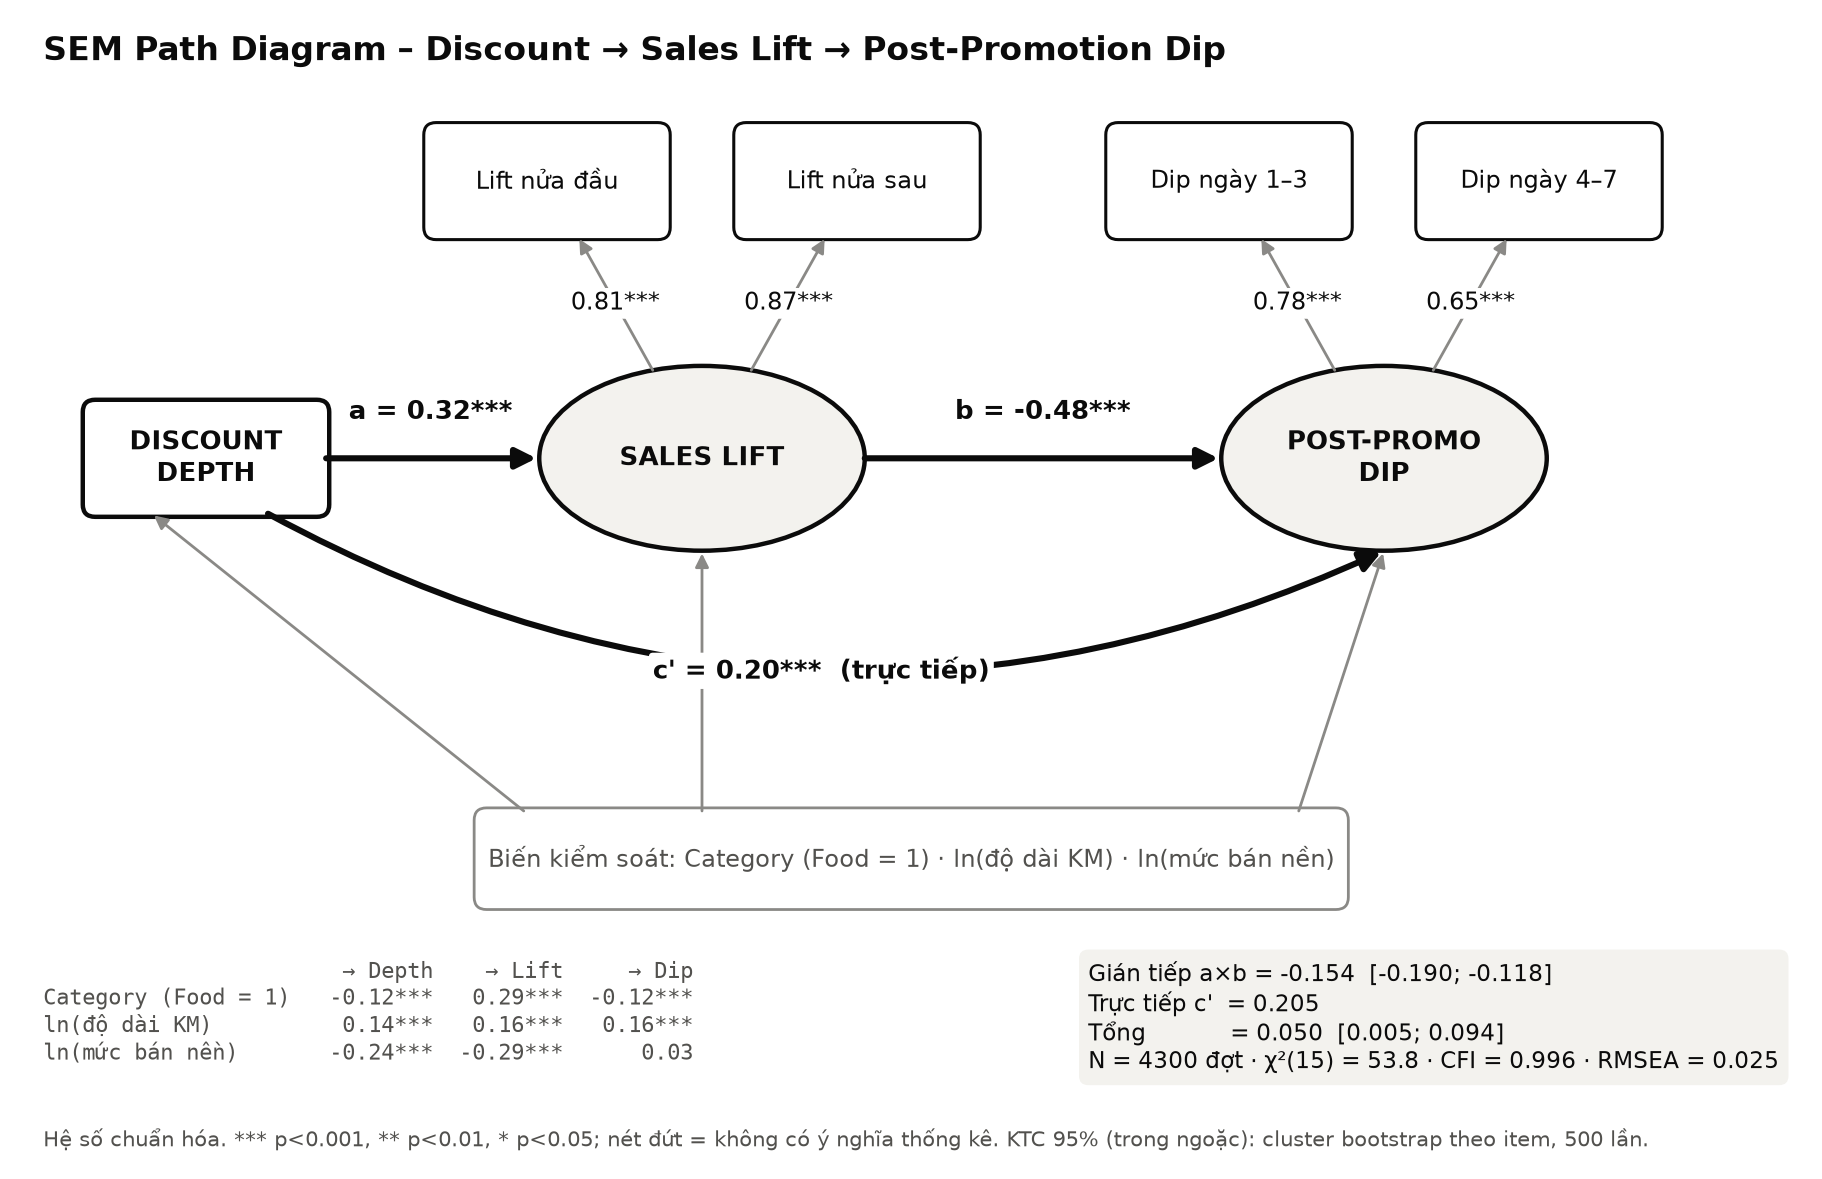 SEM Path Diagram – Discount → Sales Lift → Post-Promotion Dip
Lift nửa đầu
Lift nửa sau
Dip ngày 1–3
Dip ngày 4–7
0.81***
0.87***
0.78***
0.65***
a = 0.32***
b = -0.48***
DISCOUNT
DEPTH
SALES LIFT
POST-PROMO
DIP
c' = 0.20***  (trực tiếp)
Biến kiểm soát: Category (Food = 1) · ln(độ dài KM) · ln(mức bán nền)
→ Depth → Lift → Dip
Category (Food = 1) -0.12*** 0.29*** -0.12***
ln(độ dài KM) 0.14*** 0.16*** 0.16***
ln(mức bán nền) -0.24*** -0.29*** 0.03
Gián tiếp a×b = -0.154  [-0.190; -0.118]
Trực tiếp c'  = 0.205
Tổng = 0.050  [0.005; 0.094]
N = 4300 đợt · χ²(15) = 53.8 · CFI = 0.996 · RMSEA = 0.025
Hệ số chuẩn hóa. *** p<0.001, ** p<0.01, * p<0.05; nét đứt = không có ý nghĩa thống kê. KTC 95% (trong ngoặc): cluster bootstrap theo item, 500 lần.